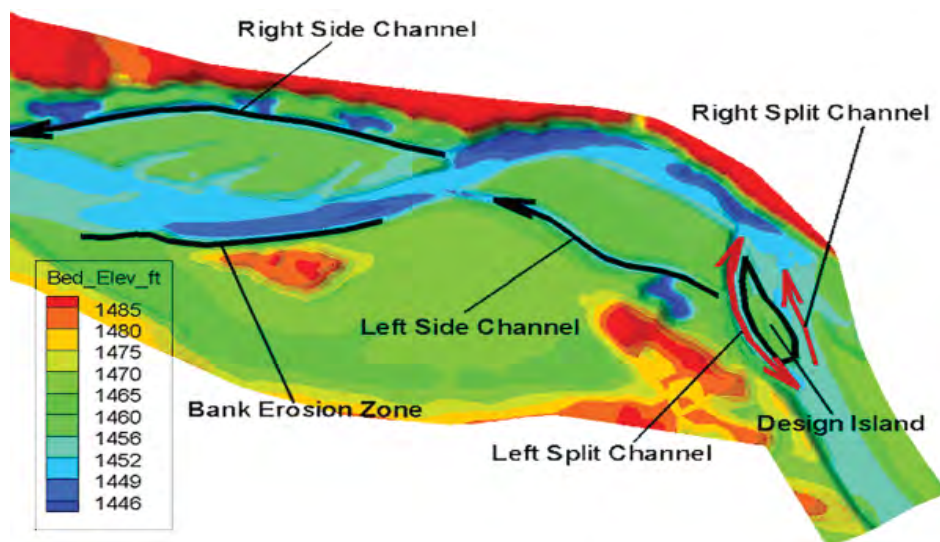 Right Side Channel
Right Split Channel
Bed_Elev_ft
1485
1480
1475
1470
1465
1460
1456
1452
1449
1446
Left Side Channel
Bank Erosion Zone
Design Island
Left Split Channel